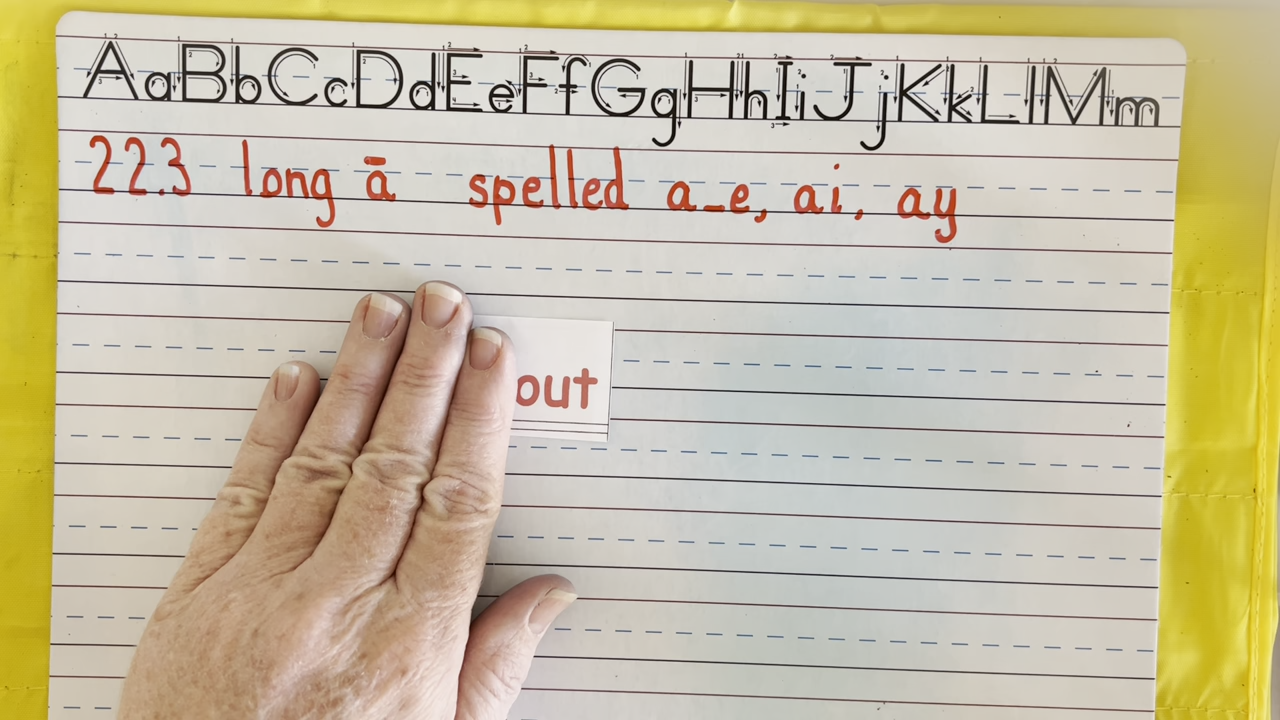 AaBbCcDdEeFfGgHhIiJjKkLlMm
22.3 long ā spelled a_e, ai, ay
out